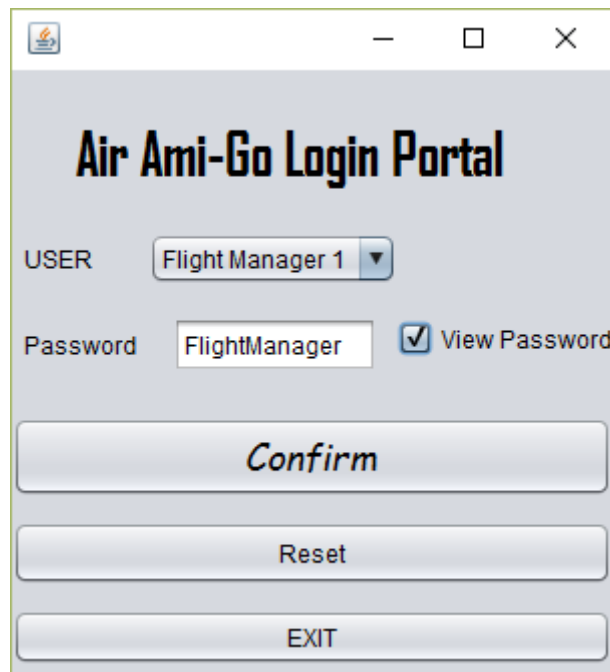 Air Ami-Go Login Portal
USER Flight Manager 1
Password FlightManager View Password
Confirm
Reset
EXIT